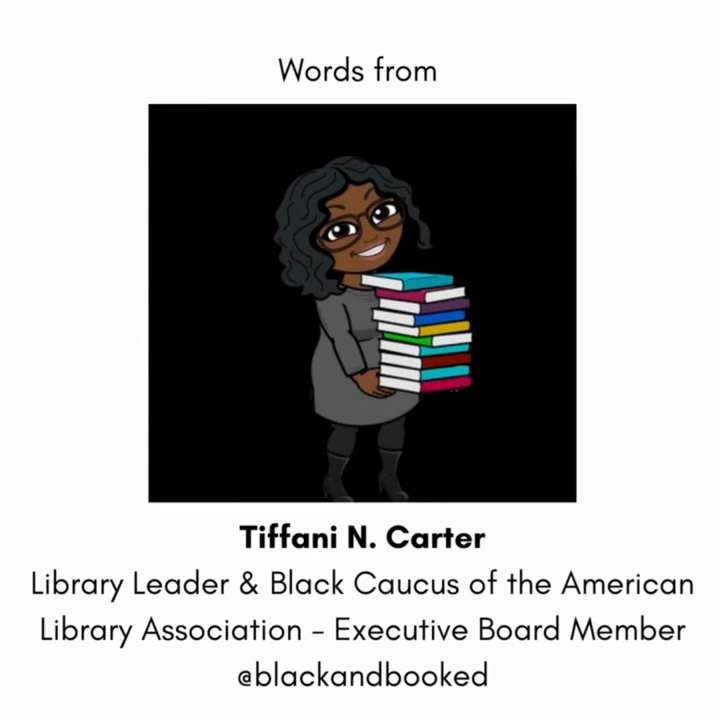 Words from
Tiffani N. Carter
Library Leader & Black Caucus of the American
Library Association - Executive Board Member
@blackandbooked